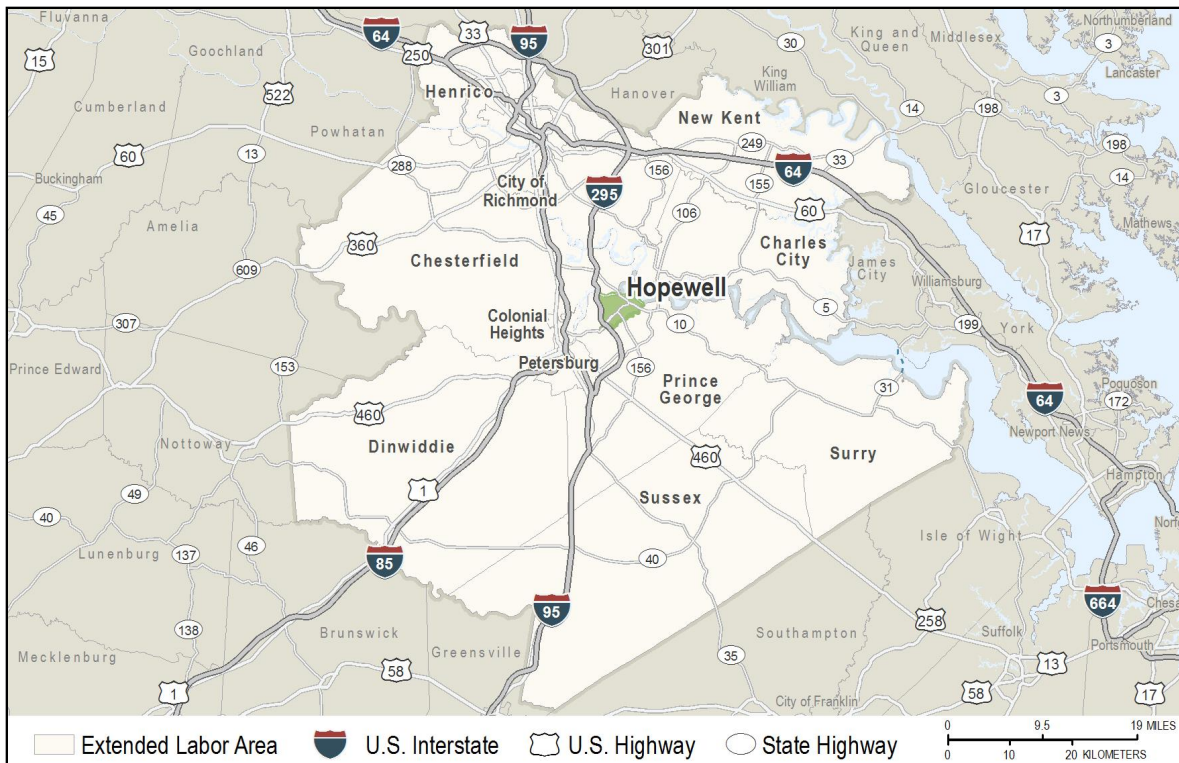 Fluvanna
64
33
95
301
30
King and
Queen
Middlesex
Northumberland
3
Lancaster
15
Goochland
250
Hanover
King
William
522
Henrico
Cumberland
Powhatan
New Kent
14
198
3
60
13
288
156
249
33
198
Buckingham
City of
Richmond
295
64
155
14
45
Amelia
106
60
Gloucester
17
Mathews
360
Chesterfield
Charles
City
James
City
609
Hopewell
Williamsburg
307
Colonial
Heights
10
5
199
York
Prince Edward
153
Petersburg
156
Prince
George
31
64
Poquoson
172
460
Newport News
Nottoway
Dinwiddie
460
Surry
Hampton
49
1
Sussex
40
Isle of Wight
Lunenburg
137
46
85
40
95
664
138
Brunswick
Southampton
258
Suffolk
Portsmouth
Mecklenburg
Greensville
35
13
58
1
City of Franklin
58
17
Extended Labor Area
U.S. Interstate
U.S. Highway
State Highway
0 9.5 19 MILES
0 10 20 KILOMETERS